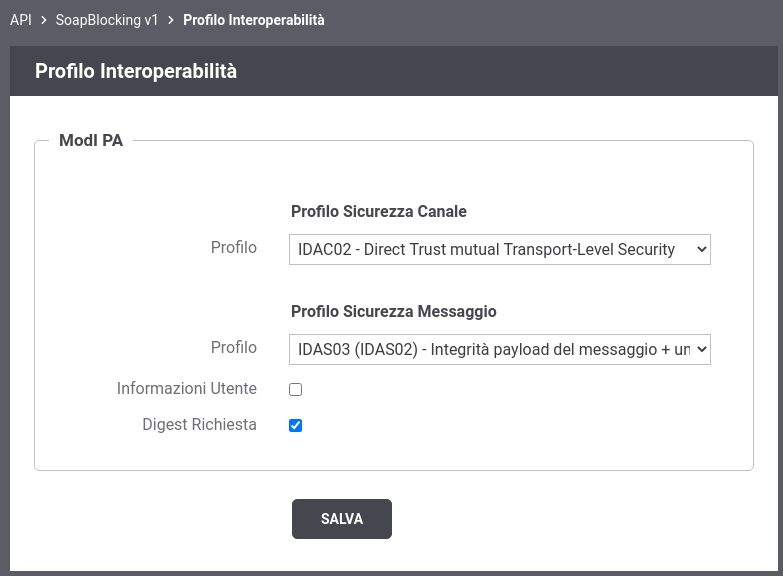 API > SoapBlocking v1 > Profilo Interoperabilità
Profilo Interoperabilità
ModI PA
Profilo Sicurezza Canale
Profilo IDAC02 - Direct Trust mutual Transport-Level Security
Profilo Sicurezza Messaggio
Profilo IDAS03 (IDAS02) - Integrità payload del messaggio + un
Informazioni Utente
Digest Richiesta
SALVA